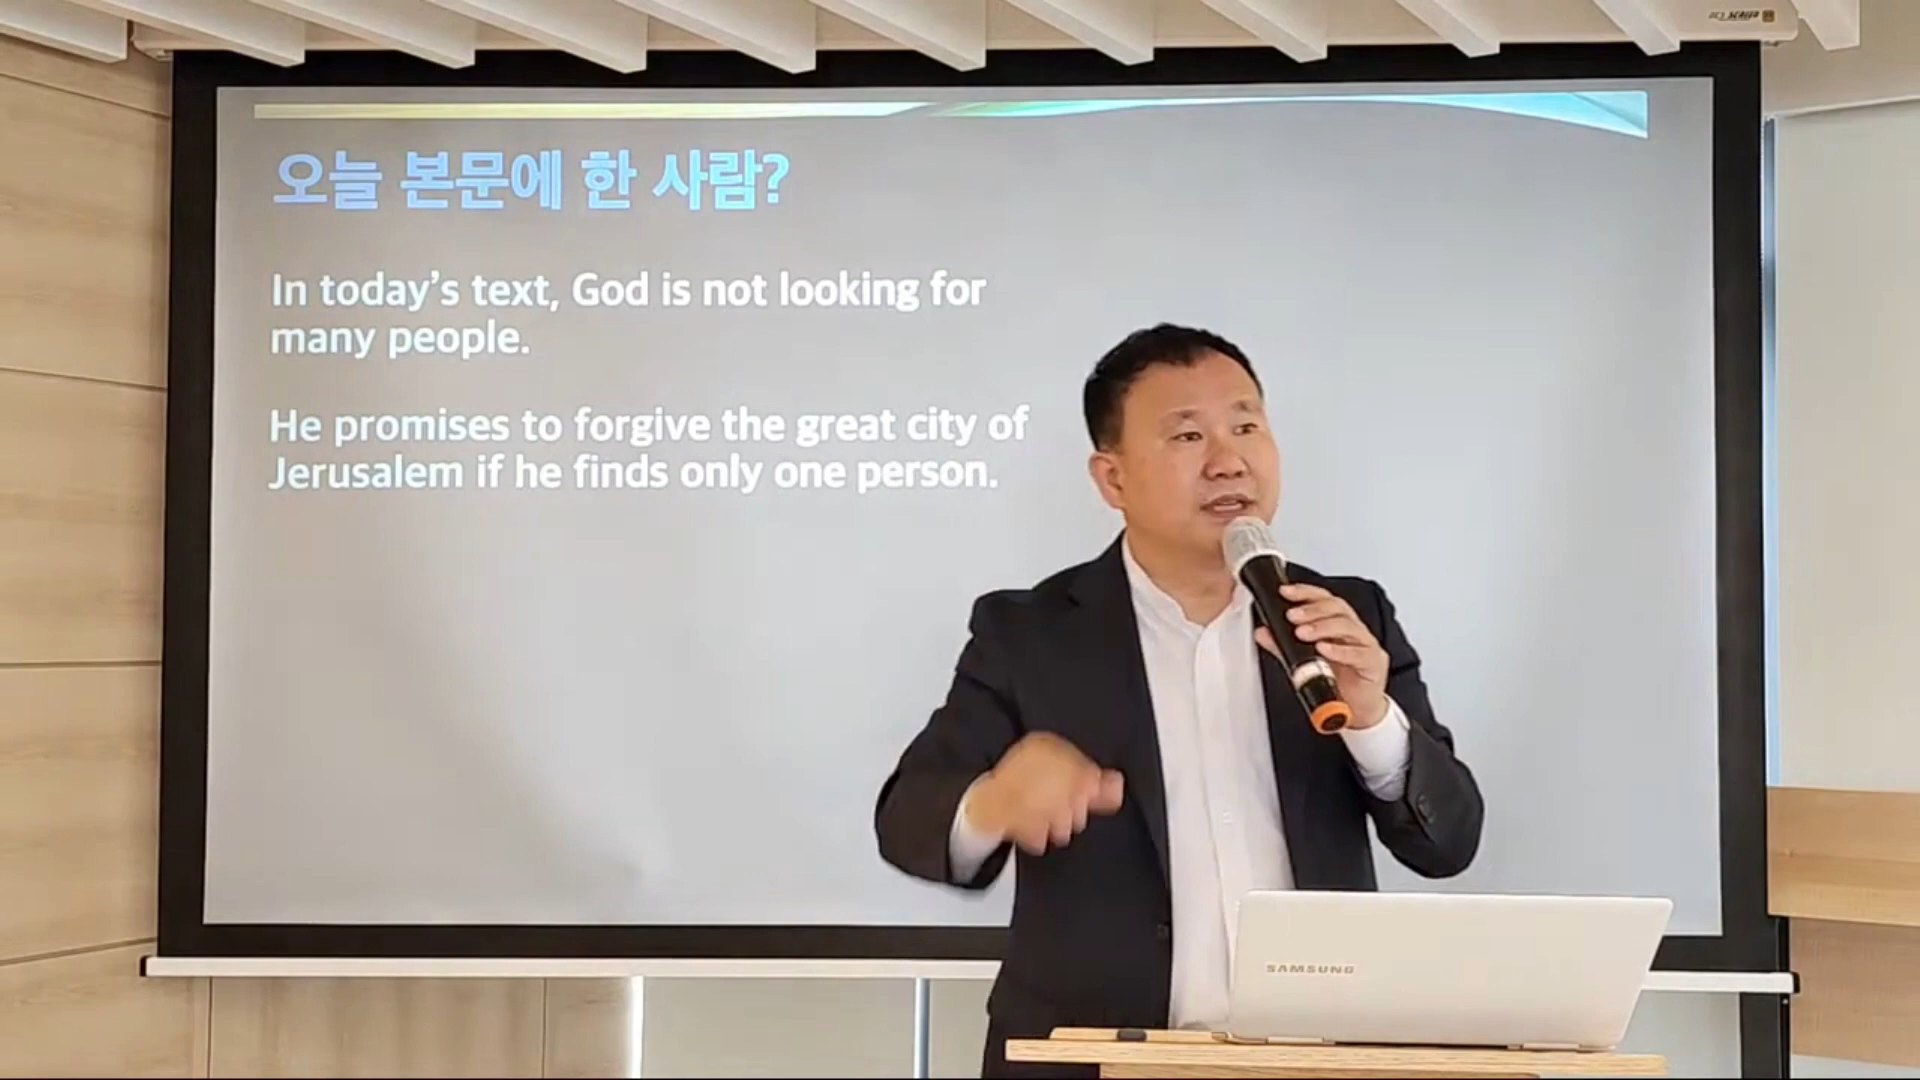 오늘 본문에 한 사람?
In today's text, God is not looking for
many people.
He promises to forgive the great city of
Jerusalem if he finds only one person.
SAMSUNG